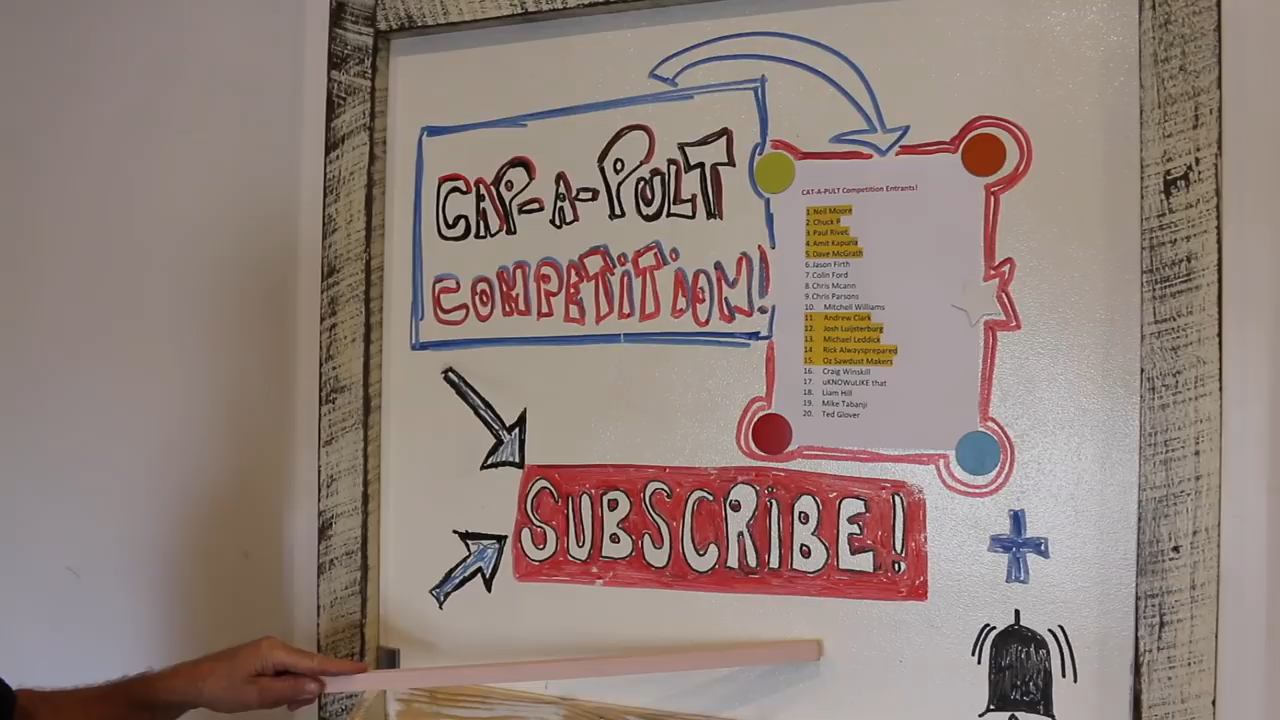 CAP-A-PULT
COMPETITION!
CAT-A-PULT Competition Entrants!
1. Neil Moore
2. Chuck P
3. Paul Rivet
4. Amit Kapuria
5. Dave McGrath
6. Jason Firth
7. Colin Ford
8. Chris Mcann
9. Chris Parsons
10. Mitchell Williams
11. Andrew Clark
12. Josh Luijsterburg
13. Michael Leddick
14. Rick Alwaysprepared
15. Oz Sawdust Makers
16. Craig Winskill
17. uKNOWuLIKE that
18. Liam Hill
19. Mike Tabanji
20. Ted Glover
SUBSCRIBE!
+